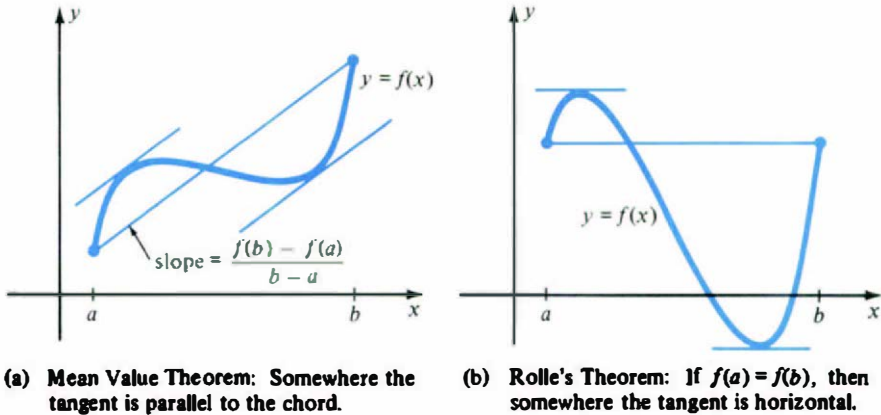 y
y = f(x)
slope = f(b) − f(a)
b − a
a
b
x
(a) Mean Value Theorem: Somewhere the
tangent is parallel to the chord.
y
y = f(x)
a
b
x
(b) Rolle's Theorem: If f(a) = f(b), then
somewhere the tangent is horizontal.